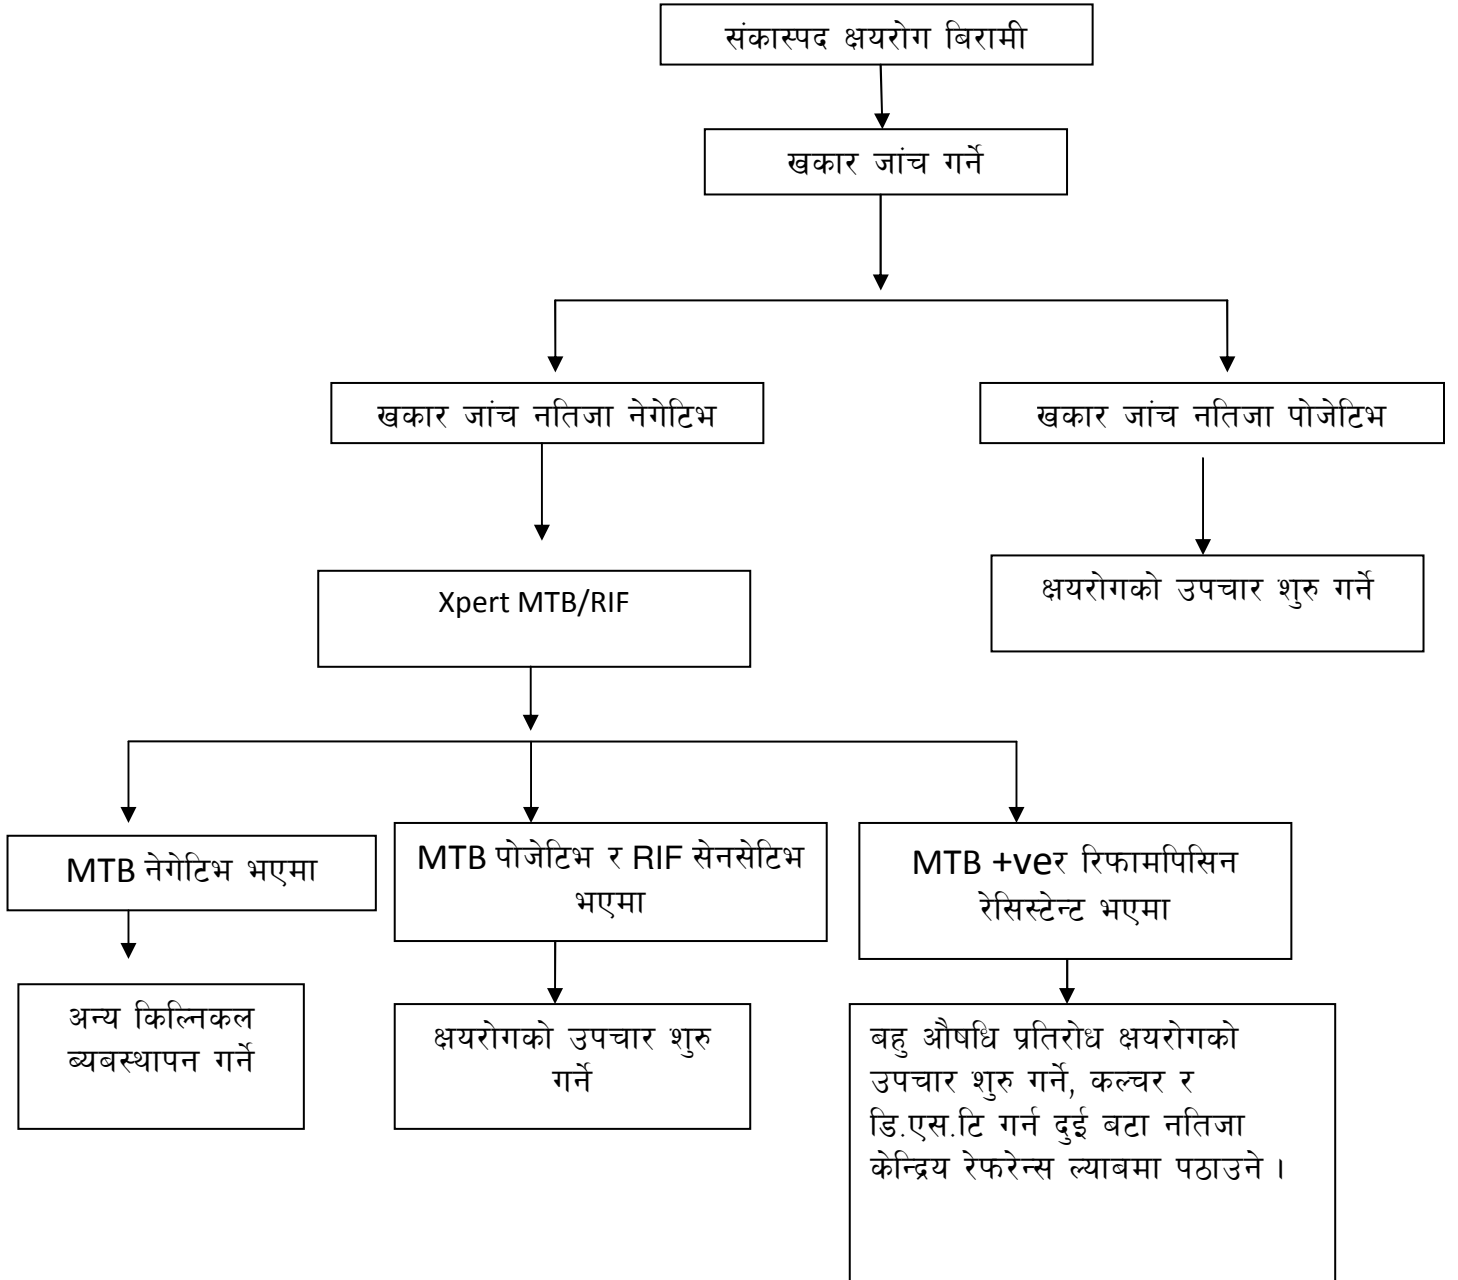 संकास्पद क्षयरोग बिरामी
खकार जांच गर्ने
खकार जांच नतिजा नेगेटिभ
खकार जांच नतिजा पोजेटिभ
Xpert MTB/RIF
क्षयरोगको उपचार शुरु गर्ने
MTB नेगेटिभ भएमा
MTB पोजेटिभ र RIF सेनसेटिभ
भएमा
MTB +veर रिफामपिसिन
रेसिस्टेन्ट भएमा
अन्य किल्निकल
ब्यबस्थापन गर्ने
क्षयरोगको उपचार शुरु
गर्ने
बहु औषधि प्रतिरोध क्षयरोगको
उपचार शुरु गर्ने, कल्चर र
डि.एस.टि गर्न दुई बटा नतिजा
केन्द्रिय रेफरेन्स ल्याबमा पठाउने ।